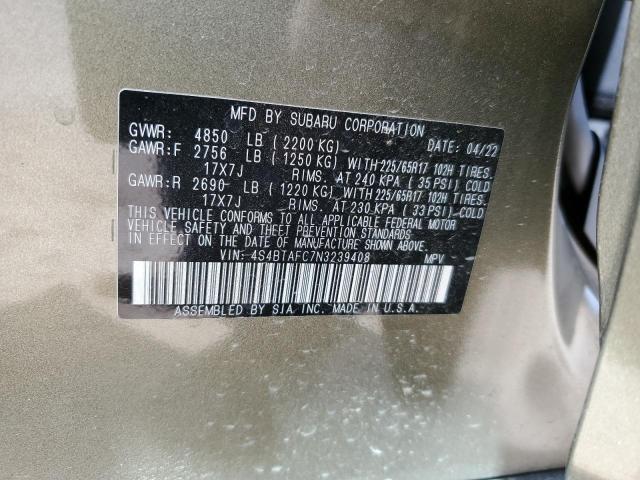 MFD BY SUBARU CORPORATION
GVWR: 4850 LB (2200 KG) DATE: 04/22
GAWR:F 2756 LB (1250 KG) WITH 225/65R17 102H TIRES,
17X7J RIMS, AT 240 KPA (35 PSI) COLD
GAWR:R 2690 LB (1220 KG) WITH 225/65R17 102H TIRES,
17X7J RIMS, AT 230 KPA (33 PSI) COLD
THIS VEHICLE CONFORMS TO ALL APPLICABLE FEDERAL MOTOR
VEHICLE SAFETY AND THEFT PREVENTION STANDARDS
IN EFFECT ON THE DATE OF MANUFACTURE SHOWN ABOVE.
VIN: 4S4BTAFC7N3239408 MPV
ASSEMBLED BY SIA, INC. MADE IN U.S.A.